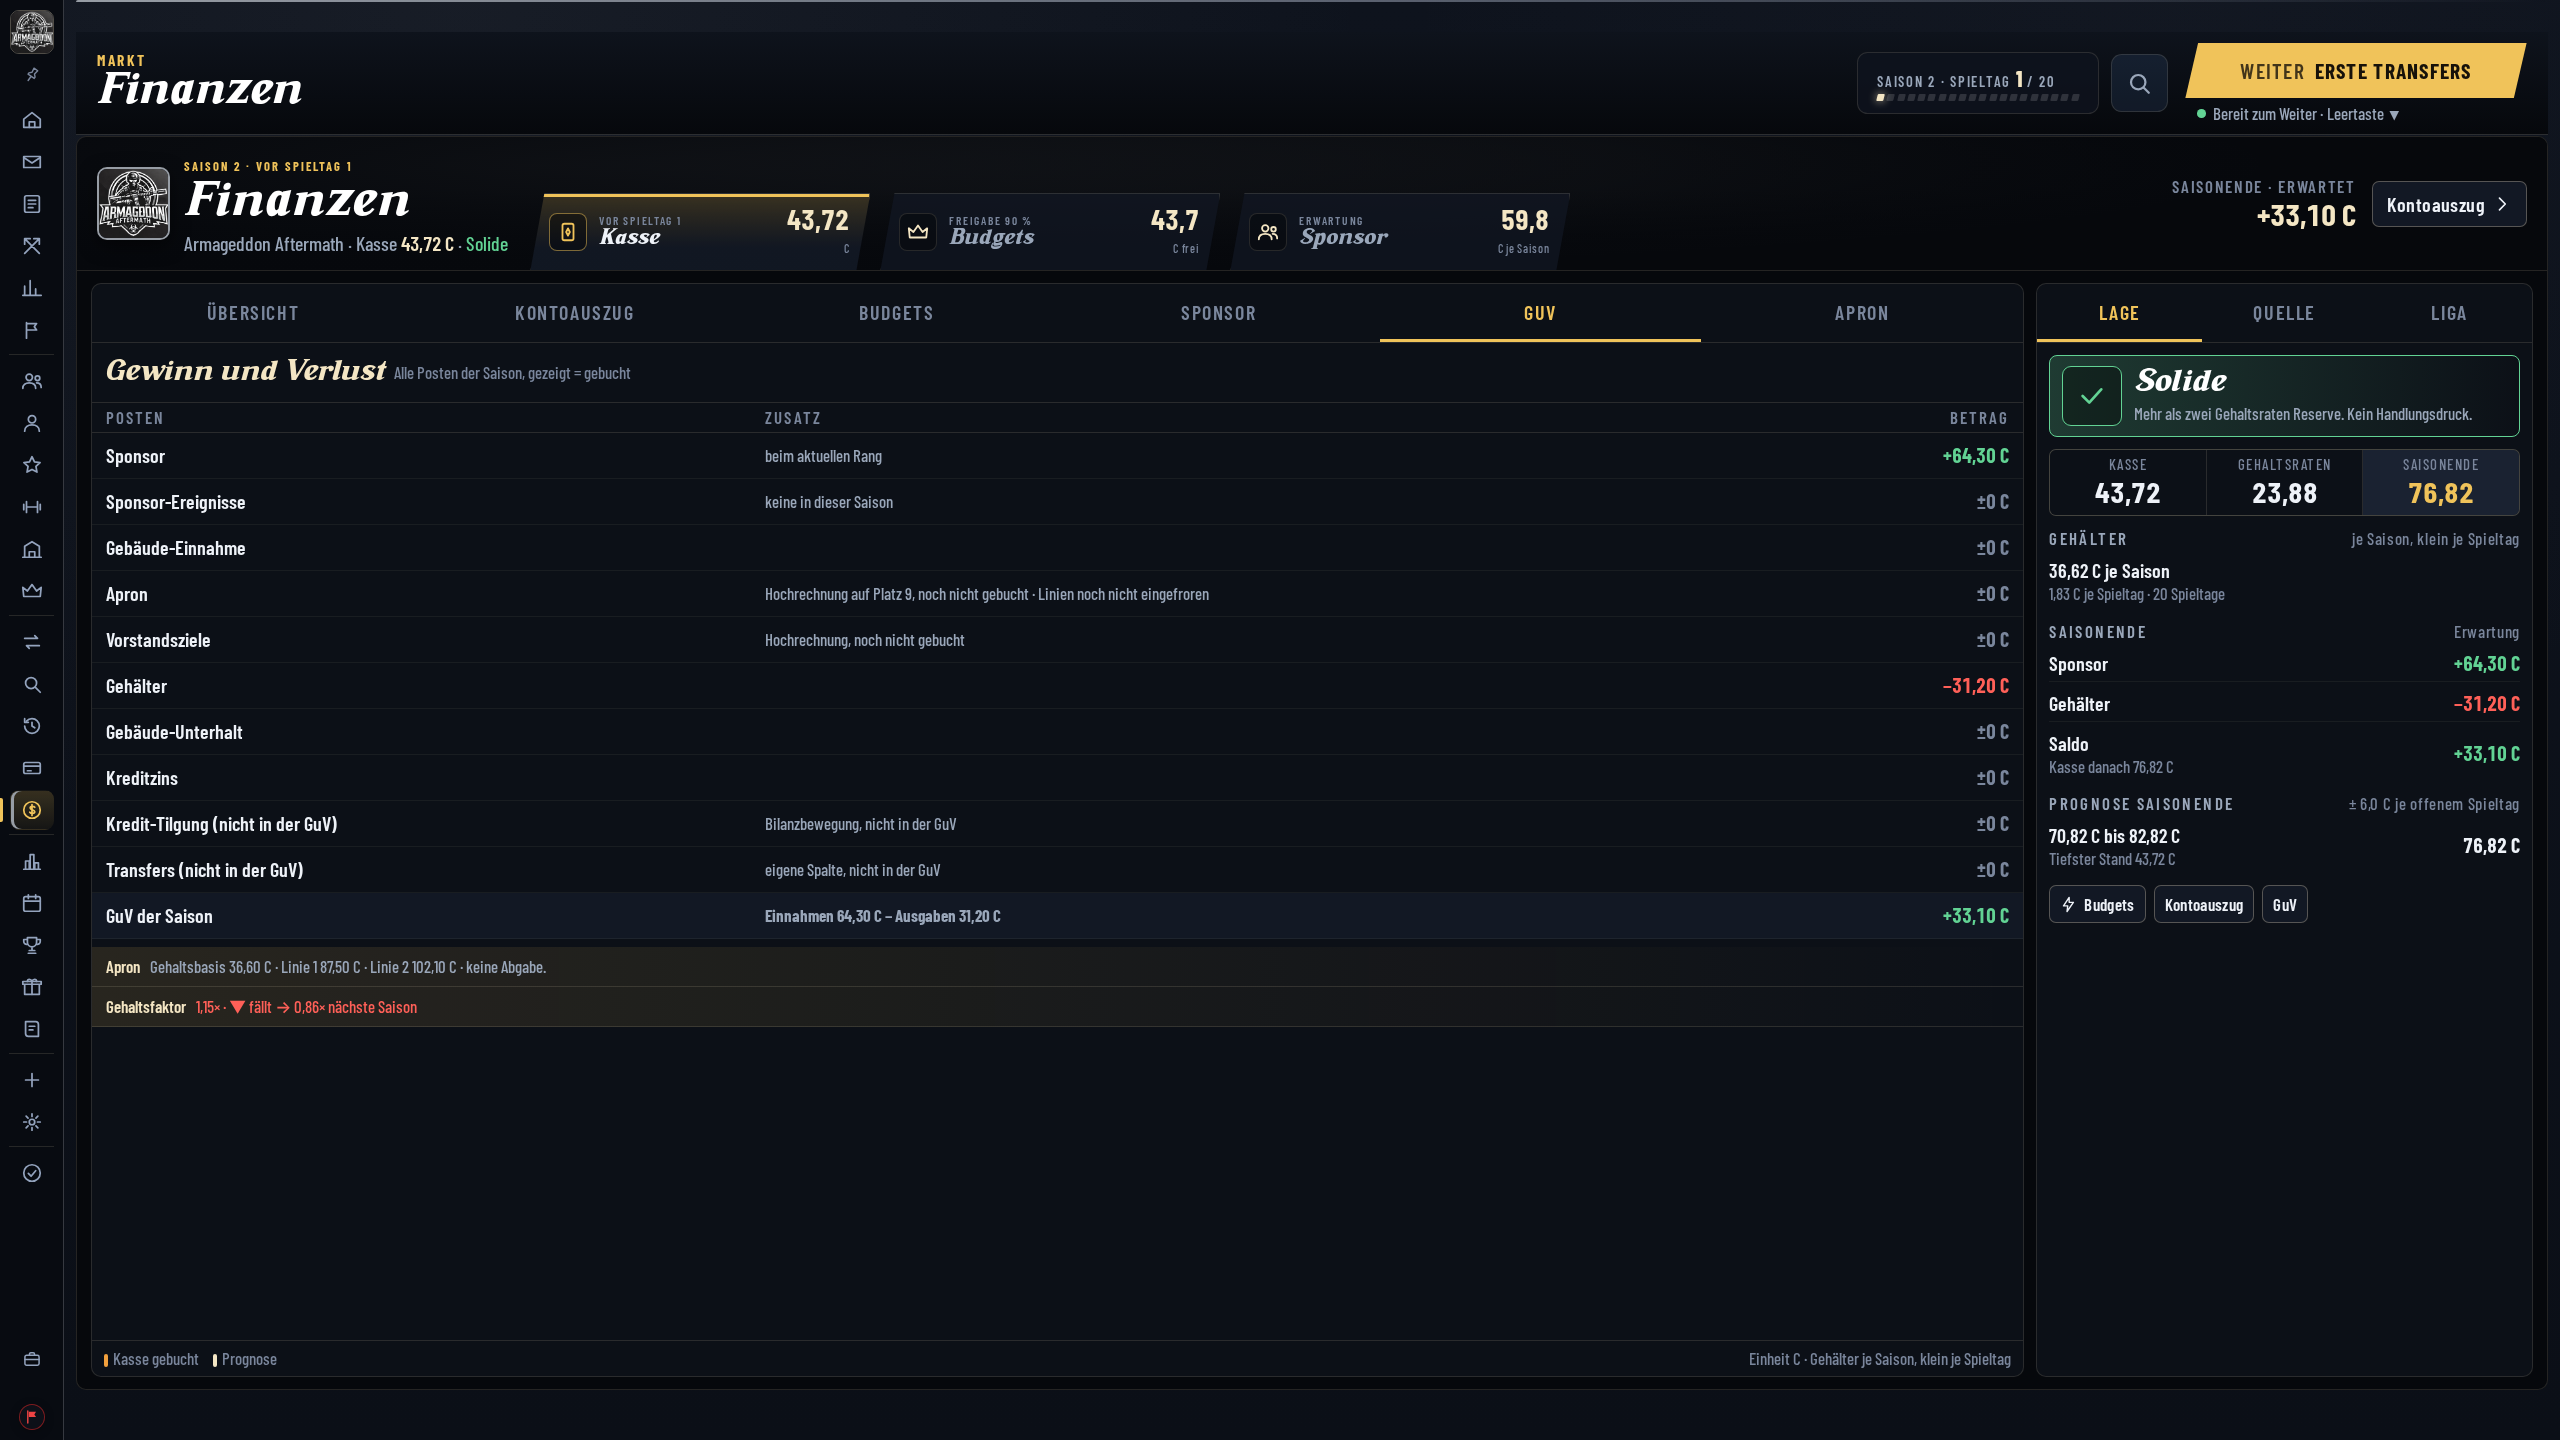 ARMAGEDDON
MARKT
Finanzen
SAISON 2 · SPIELTAG 1 / 20
WEITER ERSTE TRANSFERS
Bereit zum Weiter · Leertaste ▼
ARMAGEDDON
AFTERMATH
SAISON 2 · VOR SPIELTAG 1
Finanzen
Armageddon Aftermath · Kasse 43,72 C · Solide
VOR SPIELTAG 1
Kasse
43,72
C
FREIGABE 90 %
Budgets
43,7
C frei
ERWARTUNG
Sponsor
59,8
C je Saison
SAISONENDE · ERWARTET
+33,10 C
Kontoauszug
ÜBERSICHT KONTOAUSZUG BUDGETS SPONSOR GUV APRON
Gewinn und Verlust Alle Posten der Saison, gezeigt = gebucht
POSTEN ZUSATZ BETRAG
Sponsor beim aktuellen Rang +64,30 C
Sponsor-Ereignisse keine in dieser Saison ±0 C
Gebäude-Einnahme ±0 C
Apron Hochrechnung auf Platz 9, noch nicht gebucht · Linien noch nicht eingefroren ±0 C
Vorstandsziele Hochrechnung, noch nicht gebucht ±0 C
Gehälter −31,20 C
Gebäude-Unterhalt ±0 C
Kreditzins ±0 C
Kredit-Tilgung (nicht in der GuV) Bilanzbewegung, nicht in der GuV ±0 C
Transfers (nicht in der GuV) eigene Spalte, nicht in der GuV ±0 C
GuV der Saison Einnahmen 64,30 C − Ausgaben 31,20 C +33,10 C
Apron Gehaltsbasis 36,60 C · Linie 1 87,50 C · Linie 2 102,10 C · keine Abgabe.
Gehaltsfaktor 1,15× · ▼ fällt → 0,86× nächste Saison
Kasse gebucht Prognose
Einheit C · Gehälter je Saison, klein je Spieltag
LAGE QUELLE LIGA
Solide
Mehr als zwei Gehaltsraten Reserve. Kein Handlungsdruck.
KASSE GEHALTSRATEN SAISONENDE
43,72 23,88 76,82
GEHÄLTER je Saison, klein je Spieltag
36,62 C je Saison
1,83 C je Spieltag · 20 Spieltage
SAISONENDE Erwartung
Sponsor +64,30 C
Gehälter −31,20 C
Saldo +33,10 C
Kasse danach 76,82 C
PROGNOSE SAISONENDE ± 6,0 C je offenem Spieltag
70,82 C bis 82,82 C 76,82 C
Tiefster Stand 43,72 C
Budgets Kontoauszug GuV